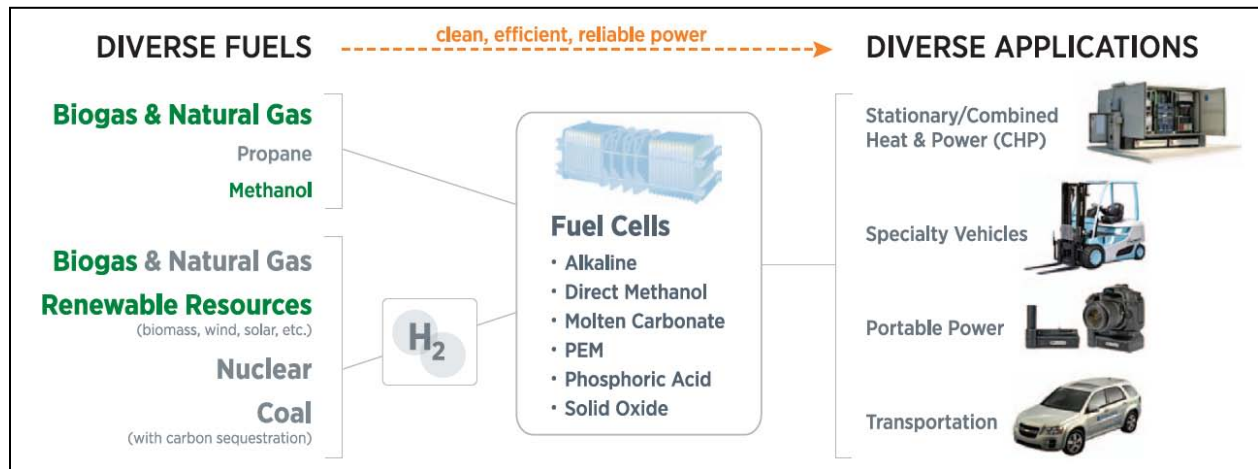 DIVERSE FUELS
clean, efficient, reliable power
DIVERSE APPLICATIONS
Biogas & Natural Gas
Propane
Methanol
Biogas & Natural Gas
Renewable Resources
(biomass, wind, solar, etc.)
Nuclear
Coal
(with carbon sequestration)
H2
Fuel Cells
• Alkaline
• Direct Methanol
• Molten Carbonate
• PEM
• Phosphoric Acid
• Solid Oxide
Stationary/Combined
Heat & Power (CHP)
Specialty Vehicles
Portable Power
Transportation